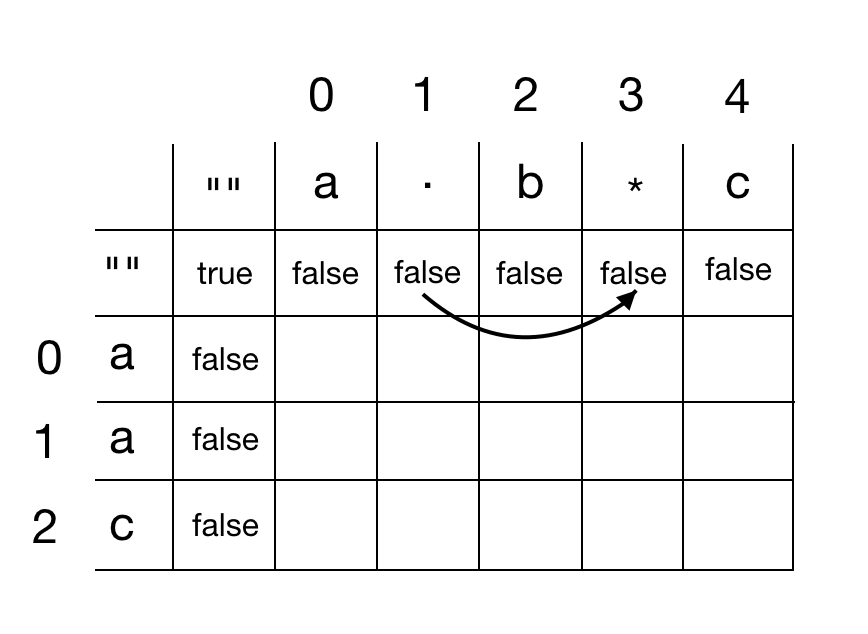 0 1 2 3 4
"" a . b * c
"" true false false false false false
0 a false
1 a false
2 c false